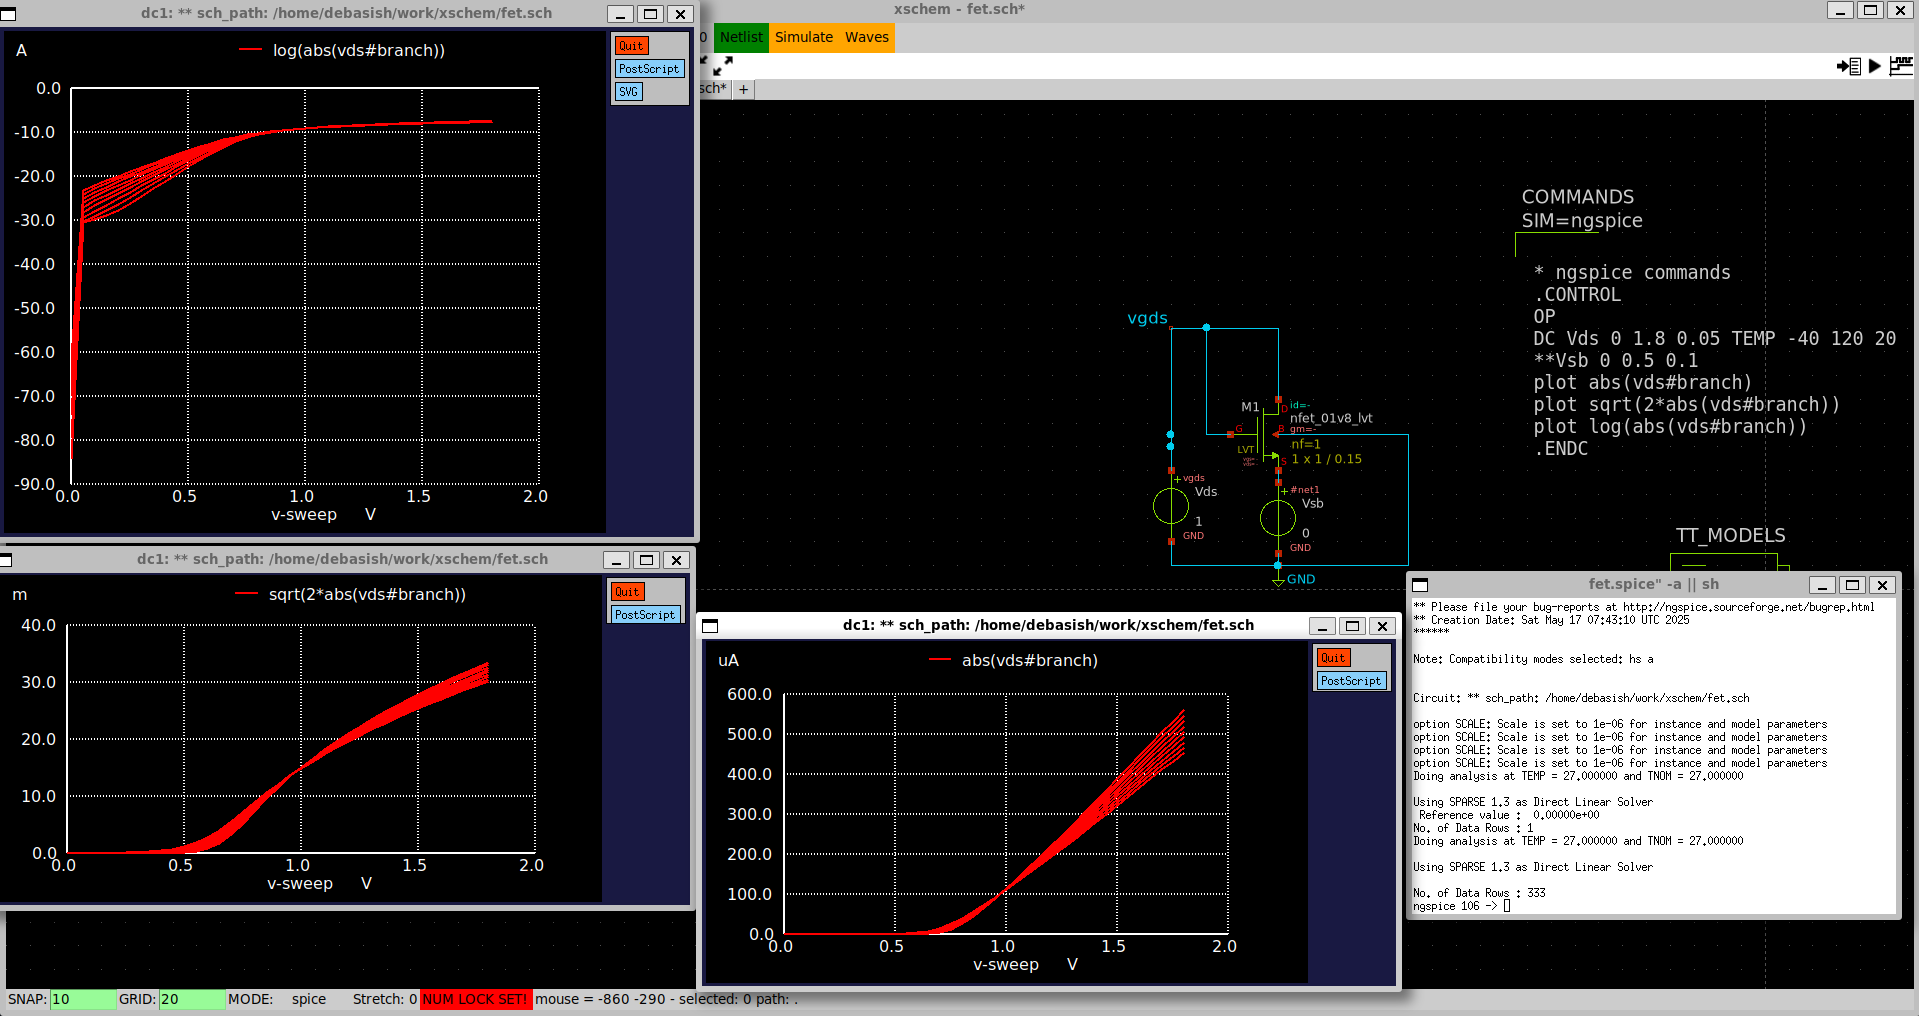 dc1: ** sch_path: /home/debasish/work/xschem/fet.sch
A
log(abs(vds#branch))
Quit
PostScript
SVG
0.0
-10.0
-20.0
-30.0
-40.0
-50.0
-60.0
-70.0
-80.0
-90.0
0.0 0.5 1.0 1.5 2.0
v-sweep V
dc1: ** sch_path: /home/debasish/work/xschem/fet.sch
m
sqrt(2*abs(vds#branch))
Quit
PostScript
40.0
30.0
20.0
10.0
0.0
0.0 0.5 1.0 1.5 2.0
v-sweep V
xschem - fet.sch*
0 Netlist Simulate Waves
sch* +
COMMANDS
SIM=ngspice
* ngspice commands
.CONTROL
OP
DC Vds 0 1.8 0.05 TEMP -40 120 20
**Vsb 0 0.5 0.1
plot abs(vds#branch)
plot sqrt(2*abs(vds#branch))
plot log(abs(vds#branch))
.ENDC
TT_MODELS
vgds
M1
D
id=-
nfet_01v8_lvt
G
B
gm=-
nf=1
LVT
S
1 x 1 / 0.15
+ vgds
Vds
1
GND
+ #net1
Vsb
0
GND
GND
dc1: ** sch_path: /home/debasish/work/xschem/fet.sch
uA
abs(vds#branch)
Quit
PostScript
600.0
500.0
400.0
300.0
200.0
100.0
0.0
0.0 0.5 1.0 1.5 2.0
v-sweep V
fet.spice" -a || sh
** Please file your bug-reports at http://ngspice.sourceforge.net/bugrep.html
** Creation Date: Sat May 17 07:43:10 UTC 2025
******
Note: Compatibility modes selected: hs a
Circuit: ** sch_path: /home/debasish/work/xschem/fet.sch
option SCALE: Scale is set to 1e-06 for instance and model parameters
option SCALE: Scale is set to 1e-06 for instance and model parameters
option SCALE: Scale is set to 1e-06 for instance and model parameters
option SCALE: Scale is set to 1e-06 for instance and model parameters
Doing analysis at TEMP = 27.000000 and TNOM = 27.000000
Using SPARSE 1.3 as Direct Linear Solver
Reference value : 0.00000e+00
No. of Data Rows : 1
Doing analysis at TEMP = 27.000000 and TNOM = 27.000000
Using SPARSE 1.3 as Direct Linear Solver
No. of Data Rows : 333
ngspice 106 ->
SNAP: 10 GRID: 20 MODE: spice Stretch: 0 NUM LOCK SET! mouse = -860 -290 - selected: 0 path: .